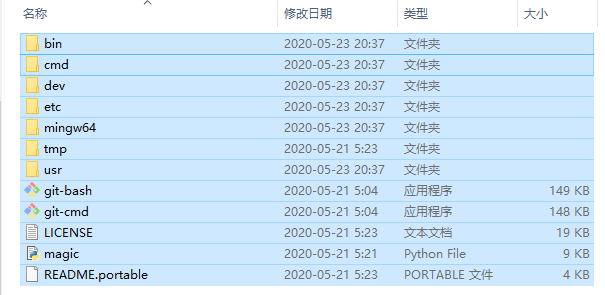 名称 修改日期 类型 大小
bin 2020-05-23 20:37 文件夹
cmd 2020-05-23 20:37 文件夹
dev 2020-05-23 20:37 文件夹
etc 2020-05-23 20:37 文件夹
mingw64 2020-05-23 20:37 文件夹
tmp 2020-05-21 5:23 文件夹
usr 2020-05-23 20:37 文件夹
git-bash 2020-05-21 5:04 应用程序 149 KB
git-cmd 2020-05-21 5:04 应用程序 148 KB
LICENSE 2020-05-21 5:23 文本文档 19 KB
magic 2020-05-21 5:21 Python File 9 KB
README.portable 2020-05-21 5:23 PORTABLE 文件 4 KB